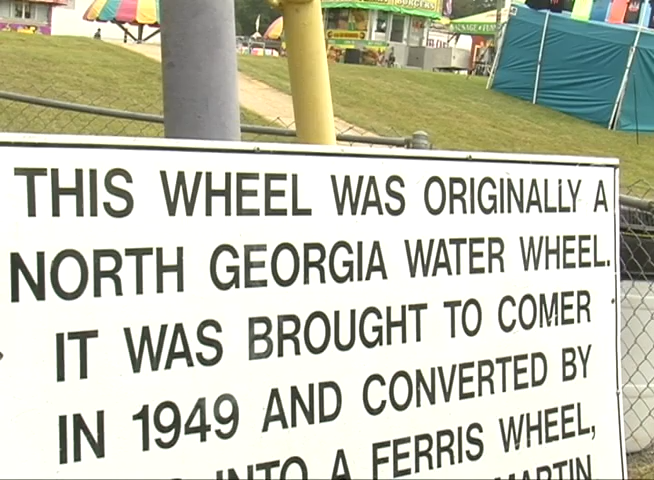 THIS WHEEL WAS ORIGINALLY A
NORTH GEORGIA WATER WHEEL.
IT WAS BROUGHT TO COMER
IN 1949 AND CONVERTED BY
INTO A FERRIS WHEEL,
MARTIN